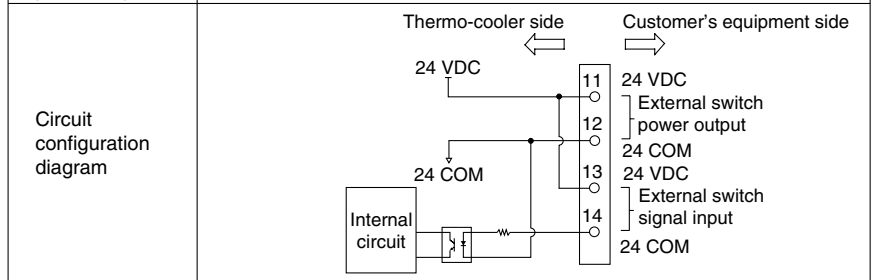 Thermo-cooler side
Customer's equipment side
24 VDC
11
24 VDC
External switch
power output
12
24 COM
24 COM
13
24 VDC
External switch
signal input
14
24 COM
Internal
circuit
Circuit
configuration
diagram